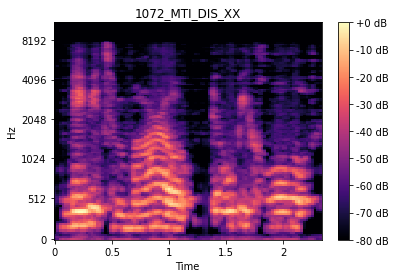 1072_MTI_DIS_XX
+0 dB
8192
-10 dB
4096
-20 dB
-30 dB
2048
Hz
-40 dB
1024
-50 dB
512
-60 dB
-70 dB
0
-80 dB
0
0.5
1
1.5
2
Time